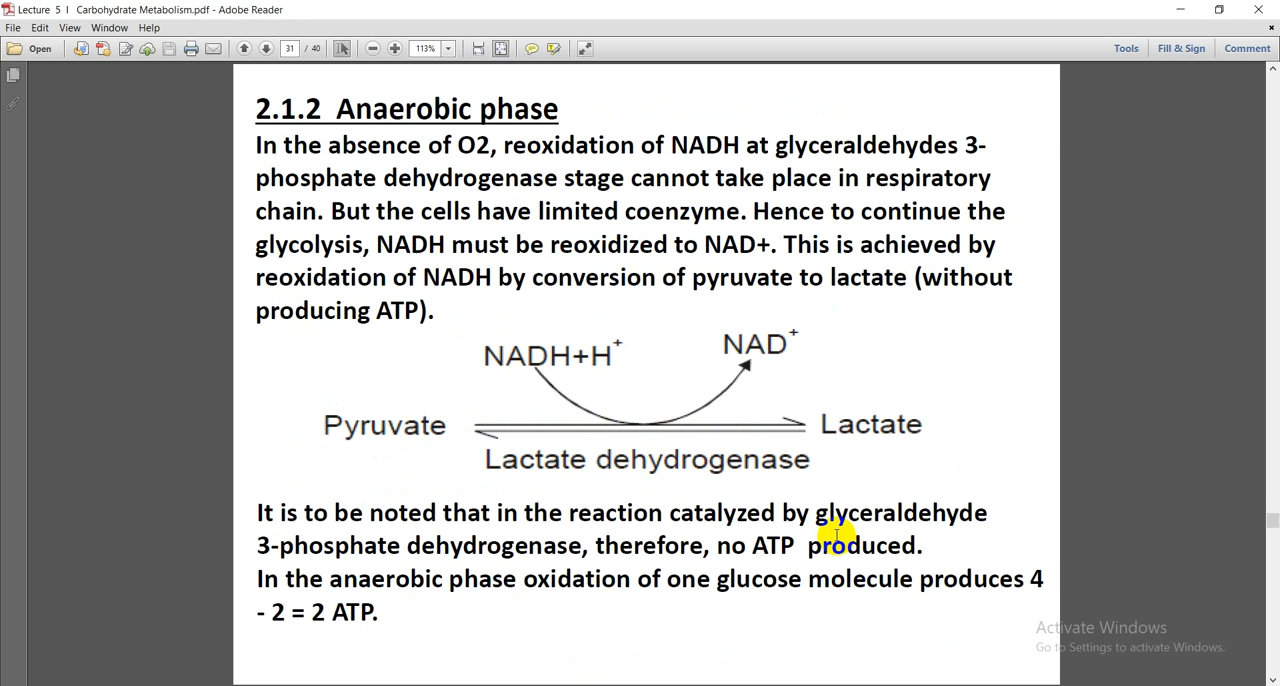 Lecture 5 I Carbohydrate Metabolism.pdf - Adobe Reader
File Edit View Window Help
Open 31 / 40 113% Tools Fill & Sign Comment
2.1.2 Anaerobic phase
In the absence of O2, reoxidation of NADH at glyceraldehydes 3-
phosphate dehydrogenase stage cannot take place in respiratory
chain. But the cells have limited coenzyme. Hence to continue the
glycolysis, NADH must be reoxidized to NAD+. This is achieved by
reoxidation of NADH by conversion of pyruvate to lactate (without
producing ATP).
NADH+H+ NAD+
Pyruvate Lactate
Lactate dehydrogenase
It is to be noted that in the reaction catalyzed by glyceraldehyde
3-phosphate dehydrogenase, therefore, no ATP produced.
In the anaerobic phase oxidation of one glucose molecule produces 4
- 2 = 2 ATP.
Activate Windows
Go to Settings to activate Windows.